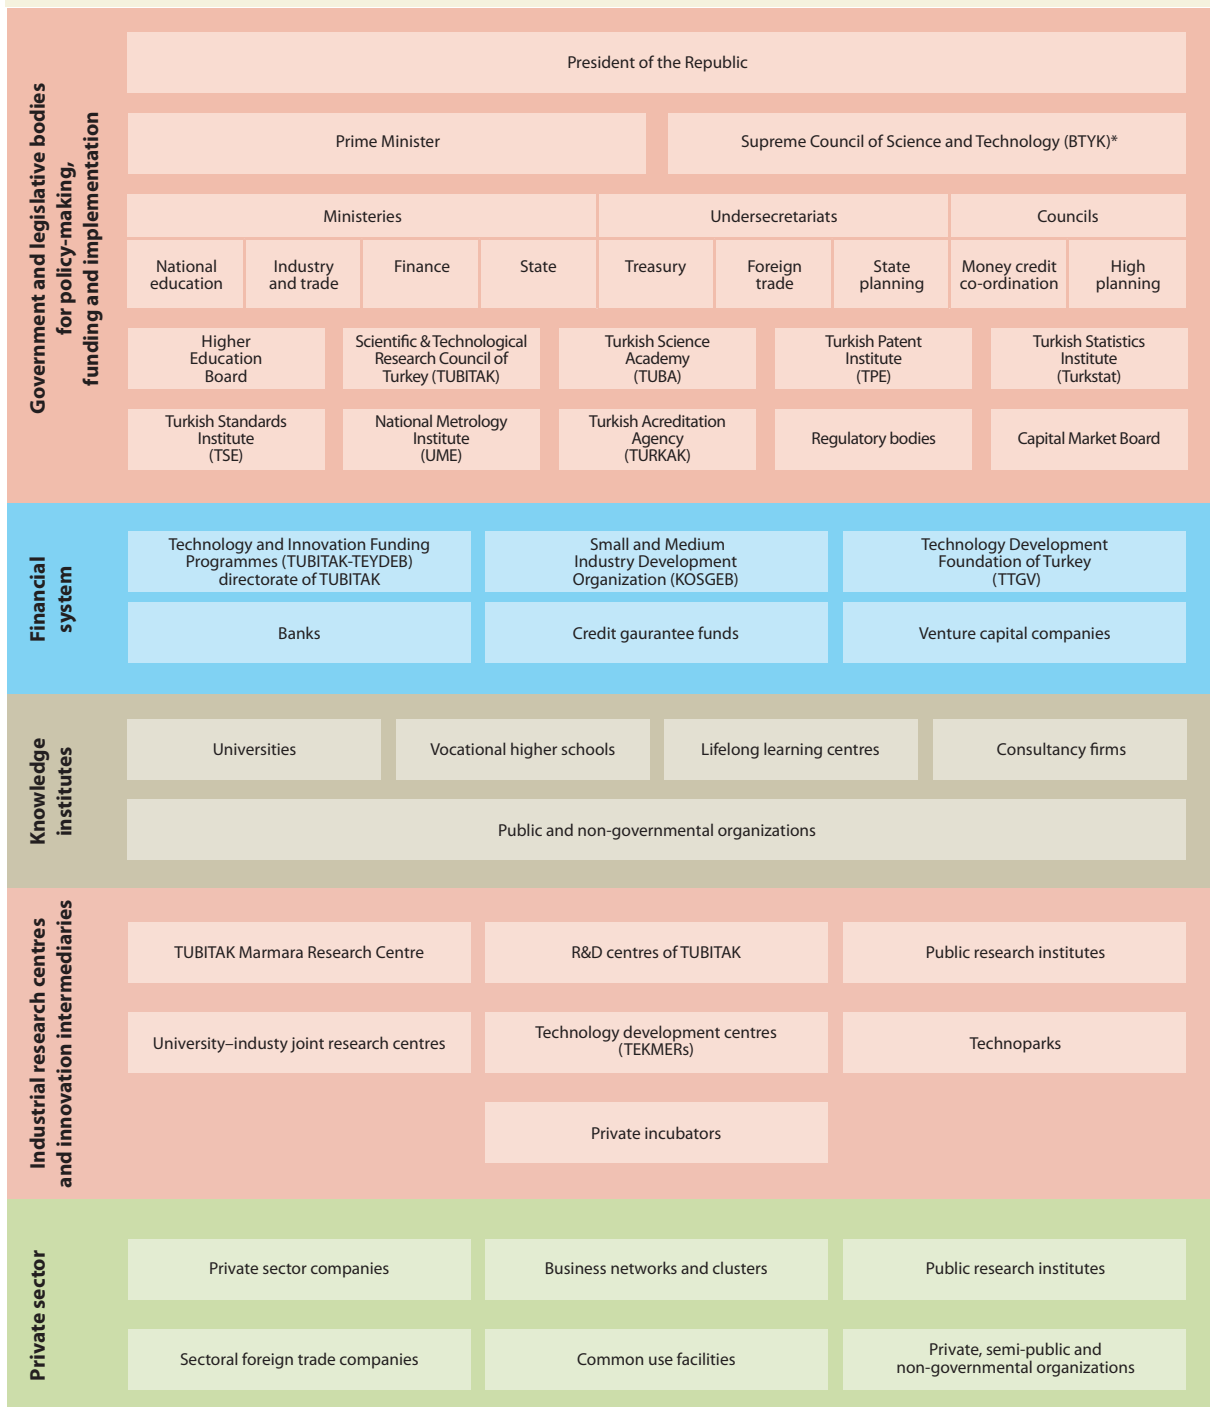 Government and legislative bodies
for policy-making,
funding and implementation
President of the Republic
Prime Minister
Supreme Council of Science and Technology (BTYK)*
Ministeries
Undersecretariats
Councils
National
education
Industry
and trade
Finance
State
Treasury
Foreign
trade
State
planning
Money credit
co-ordination
High
planning
Higher
Education
Board
Scientific & Technological
Research Council of
Turkey (TUBITAK)
Turkish Science
Academy
(TUBA)
Turkish Patent
Institute
(TPE)
Turkish Statistics
Institute
(Turkstat)
Turkish Standards
Institute
(TSE)
National Metrology
Institute
(UME)
Turkish Acreditation
Agency
(TURKAK)
Regulatory bodies
Capital Market Board
Financial
system
Technology and Innovation Funding
Programmes (TUBITAK-TEYDEB)
directorate of TUBITAK
Small and Medium
Industry Development
Organization (KOSGEB)
Technology Development
Foundation of Turkey
(TTGV)
Banks
Credit gaurantee funds
Venture capital companies
Knowledge
institutes
Universities
Vocational higher schools
Lifelong learning centres
Consultancy firms
Public and non-governmental organizations
Industrial research centres
and innovation intermediaries
TUBITAK Marmara Research Centre
R&D centres of TUBITAK
Public research institutes
University–industy joint research centres
Technology development centres
(TEKMERs)
Technoparks
Private incubators
Private sector
Private sector companies
Business networks and clusters
Public research institutes
Sectoral foreign trade companies
Common use facilities
Private, semi-public and
non-governmental organizations